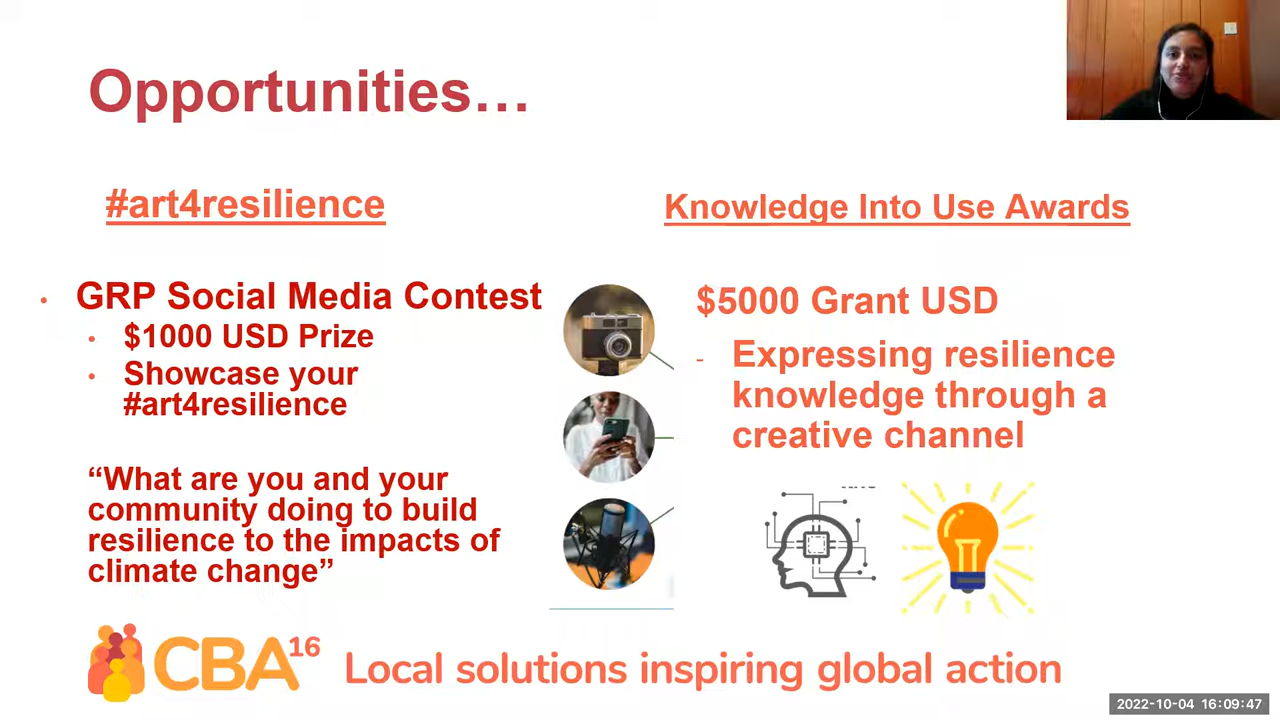 Opportunities…
#art4resilience
Knowledge Into Use Awards
• GRP Social Media Contest
• $1000 USD Prize
• Showcase your
#art4resilience
“What are you and your
community doing to build
resilience to the impacts of
climate change”
$5000 Grant USD
- Expressing resilience
knowledge through a
creative channel
CBA16
Local solutions inspiring global action
2022-10-04 16:09:47